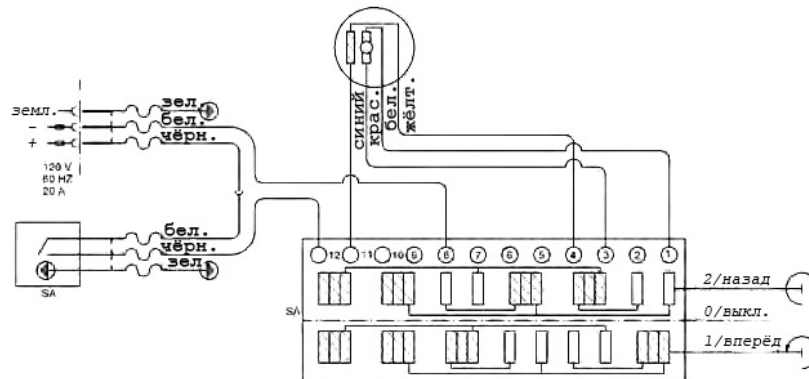 земл.
зел.
бел.
-
чёрн.
+
120 V
60 HZ
20 A
бел.
чёрн.
зел.
SA
синий
крас.
бел.
жёлт.
12 11 10 9 8 7 6 5 4 3 2 1
2/назад
SA
0/выкл.
1/вперёд